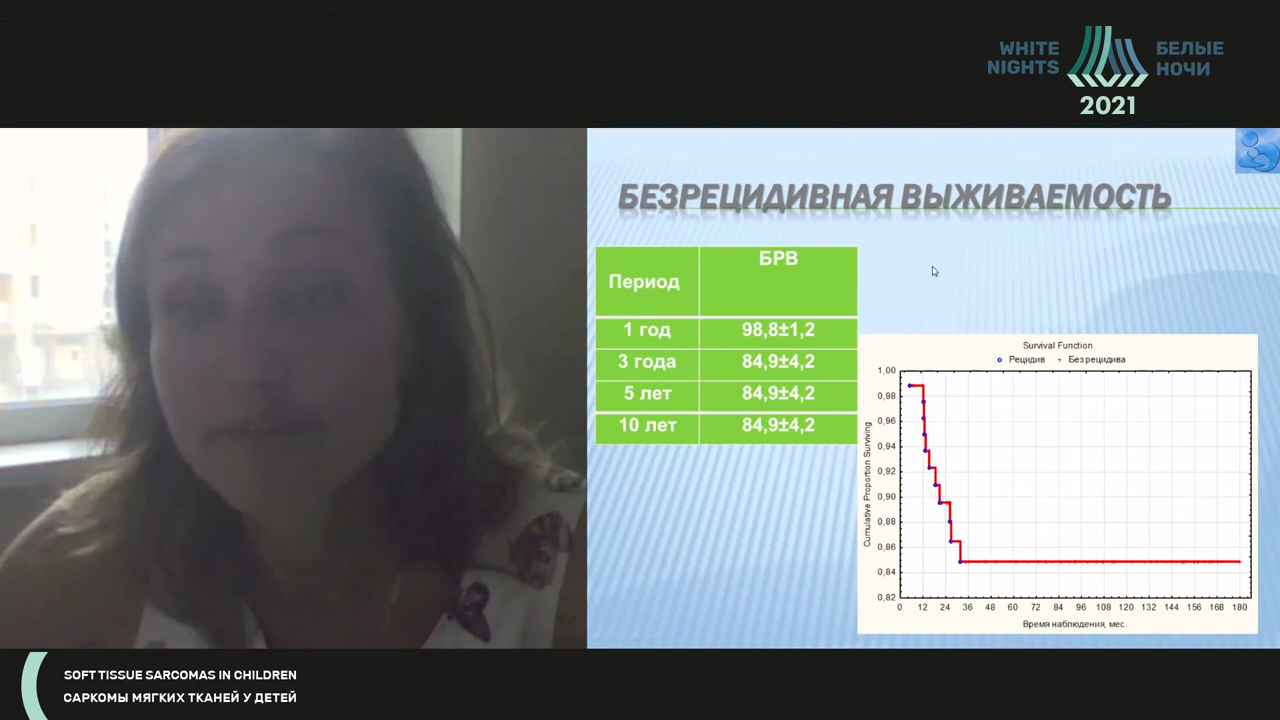 WHITE NIGHTS
БЕЛЫЕ НОЧИ
2021
БЕЗРЕЦИДИВНАЯ ВЫЖИВАЕМОСТЬ
Период БРВ
1 год 98,8±1,2
3 года 84,9±4,2
5 лет 84,9±4,2
10 лет 84,9±4,2
Survival Function
Рецидив Без рецидива
Cumulative Proportion Surviving
1,00
0,98
0,96
0,94
0,92
0,90
0,88
0,86
0,84
0,82
0 12 24 36 48 60 72 84 96 108 120 132 144 156 168 180
Время наблюдения, мес.
SOFT TISSUE SARCOMAS IN CHILDREN
САРКОМЫ МЯГКИХ ТКАНЕЙ У ДЕТЕЙ